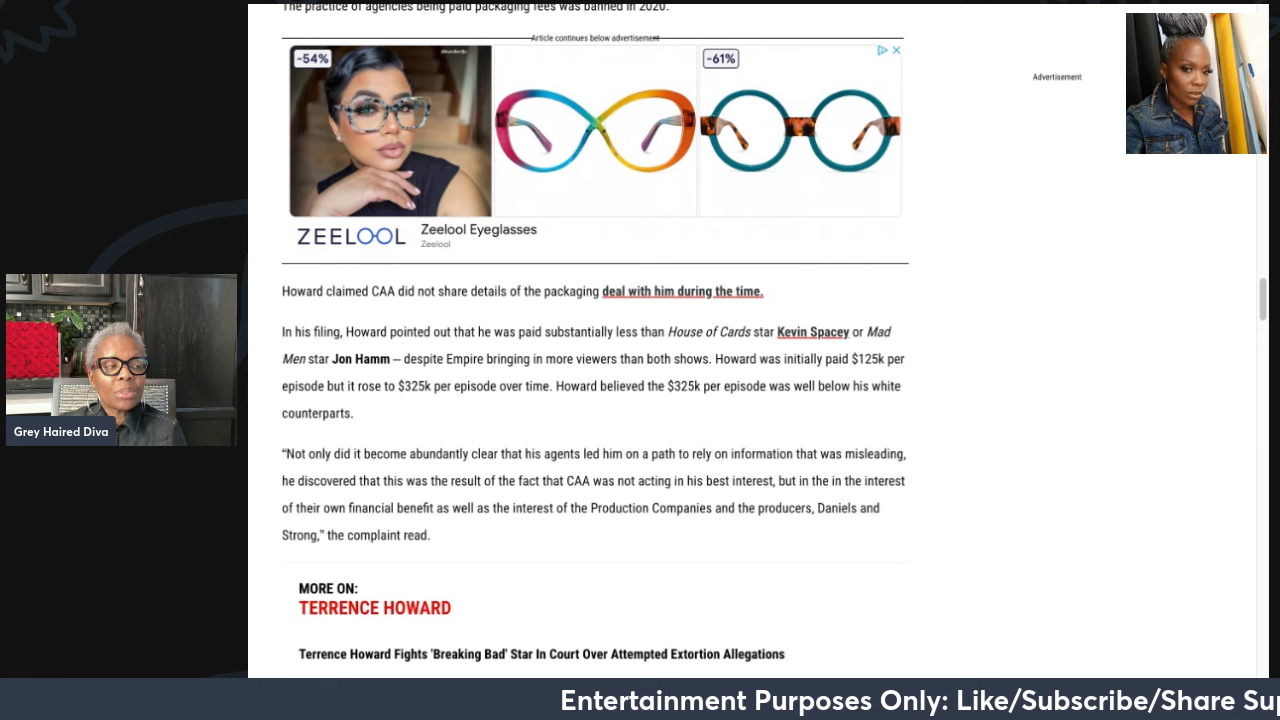 The practice of agencies being paid packaging fees was banned in 2020.
Article continues below advertisement
-54%
-61%
Advertisement
ZEELOOL
Zeelool Eyeglasses
Zeelool
Howard claimed CAA did not share details of the packaging deal with him during the time.
In his filing, Howard pointed out that he was paid substantially less than House of Cards star Kevin Spacey or Mad
Men star Jon Hamm — despite Empire bringing in more viewers than both shows. Howard was initially paid $125k per
episode but it rose to $325k per episode over time. Howard believed the $325k per episode was well below his white
counterparts.
“Not only did it become abundantly clear that his agents led him on a path to rely on information that was misleading,
he discovered that this was the result of the fact that CAA was not acting in his best interest, but in the in the interest
of their own financial benefit as well as the interest of the Production Companies and the producers, Daniels and
Strong,” the complaint read.
MORE ON:
TERRENCE HOWARD
Terrence Howard Fights 'Breaking Bad' Star In Court Over Attempted Extortion Allegations
Grey Haired Diva
Entertainment Purposes Only: Like/Subscribe/Share Su